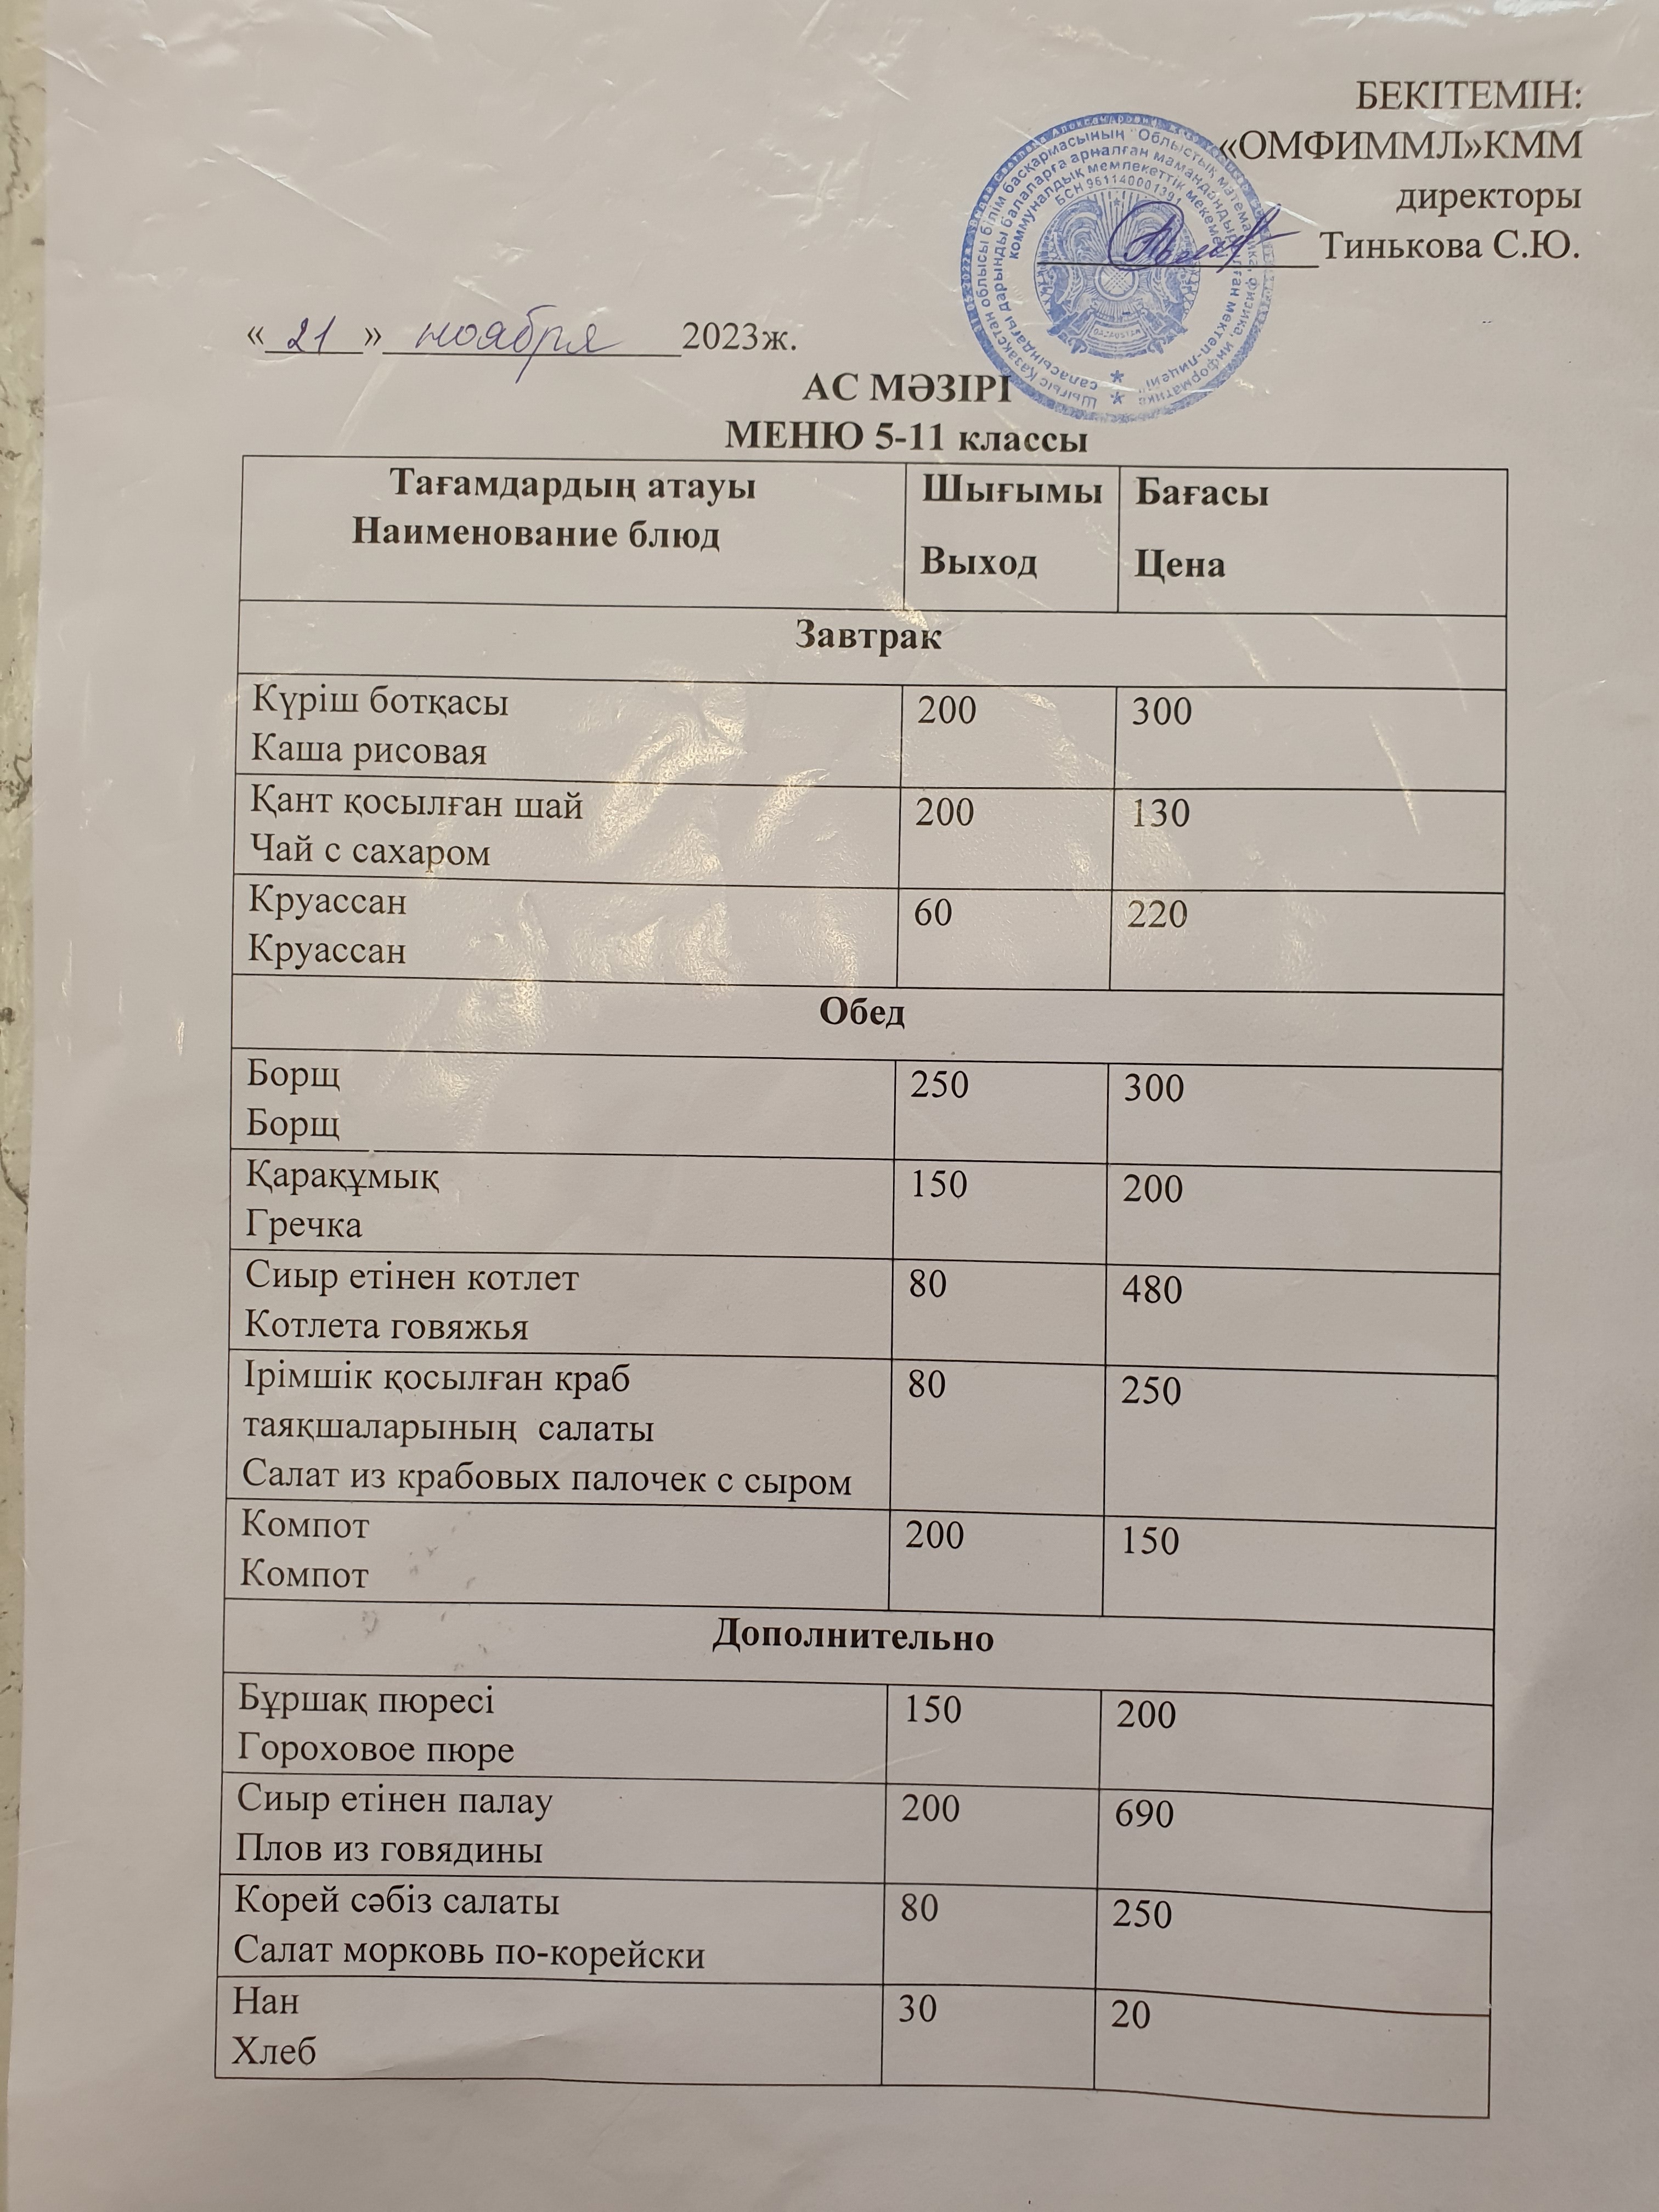 БЕКІТЕМІН:
«ОМФИММЛ»КММ
директоры
Тинькова С.Ю.
«21» ноября 2023ж.
БСН 961140001391
QAZAQSTAN
АС МӘЗІРІ
МЕНЮ 5-11 классы
Тағамдардың атауы
Наименование блюд
Шығымы
Выход
Бағасы
Цена
Завтрак
Күріш ботқасы
Каша рисовая
200
300
Қант қосылған шай
Чай с сахаром
200
130
Круассан
Круассан
60
220
Обед
Борщ
Борщ
250
300
Қарақұмық
Гречка
150
200
Сиыр етінен котлет
Котлета говяжья
80
480
Ірімшік қосылған краб
таяқшаларының салаты
Салат из крабовых палочек с сыром
80
250
Компот
Компот
200
150
Дополнительно
Бұршақ пюресі
Гороховое пюре
150
200
Сиыр етінен палау
Плов из говядины
200
690
Корей сәбіз салаты
Салат морковь по-корейски
80
250
Нан
Хлеб
30
20